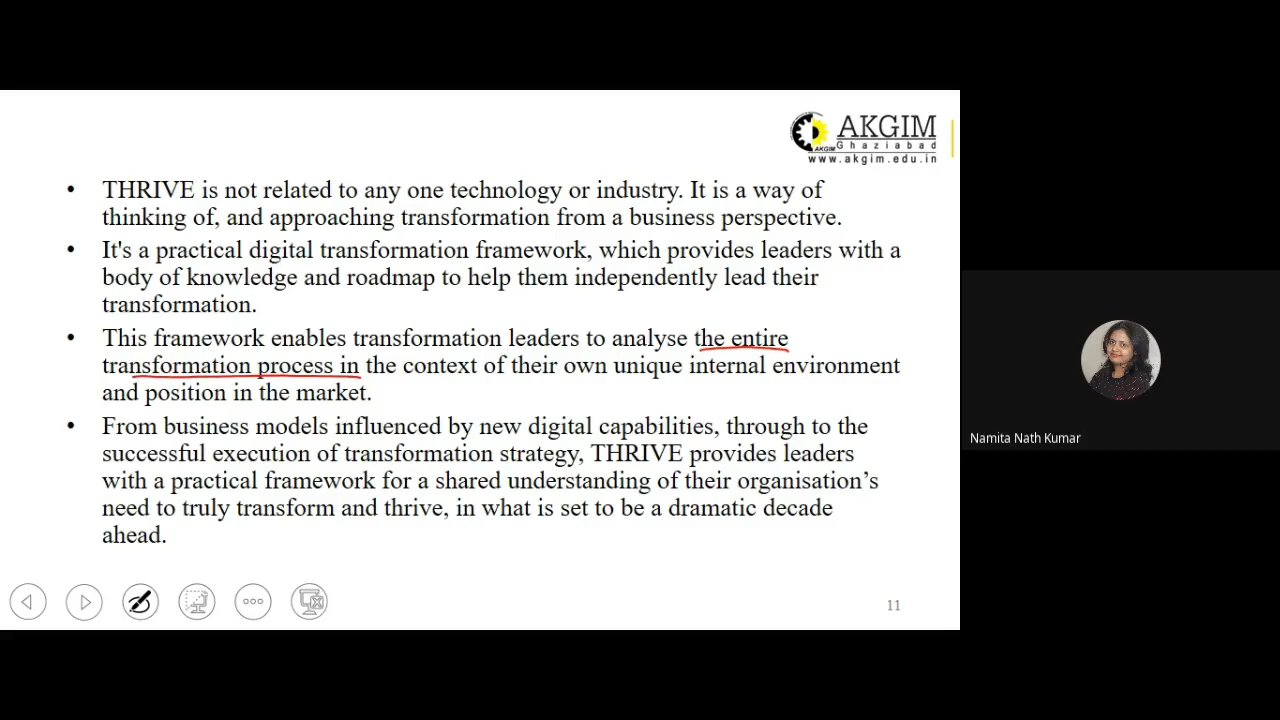 AKGIM
Ghaziabad
AKGIM
www.akgim.edu.in
• THRIVE is not related to any one technology or industry. It is a way of
thinking of, and approaching transformation from a business perspective.
• It's a practical digital transformation framework, which provides leaders with a
body of knowledge and roadmap to help them independently lead their
transformation.
• This framework enables transformation leaders to analyse the entire
transformation process in the context of their own unique internal environment
and position in the market.
• From business models influenced by new digital capabilities, through to the
successful execution of transformation strategy, THRIVE provides leaders
with a practical framework for a shared understanding of their organisation’s
need to truly transform and thrive, in what is set to be a dramatic decade
ahead.
11
Namita Nath Kumar